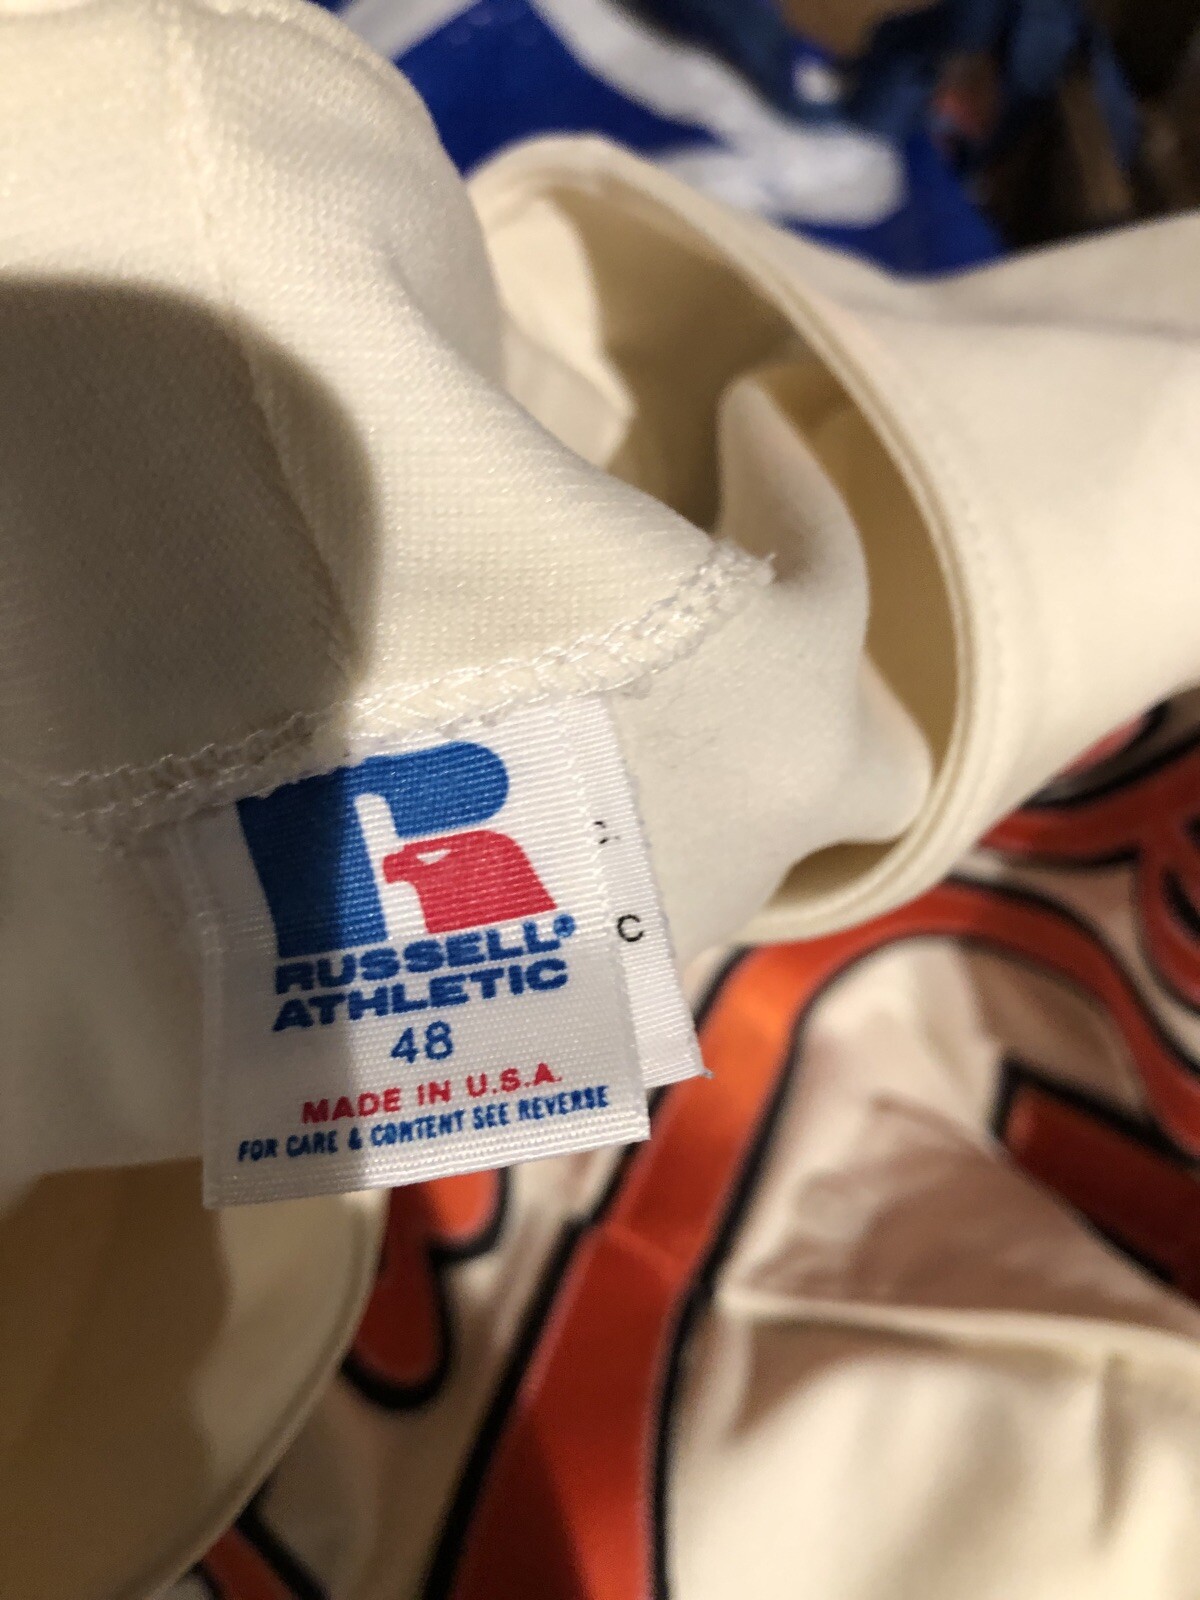 RUSSELL®
ATHLETIC
48
MADE IN U.S.A.
FOR CARE & CONTENT SEE REVERSE
C